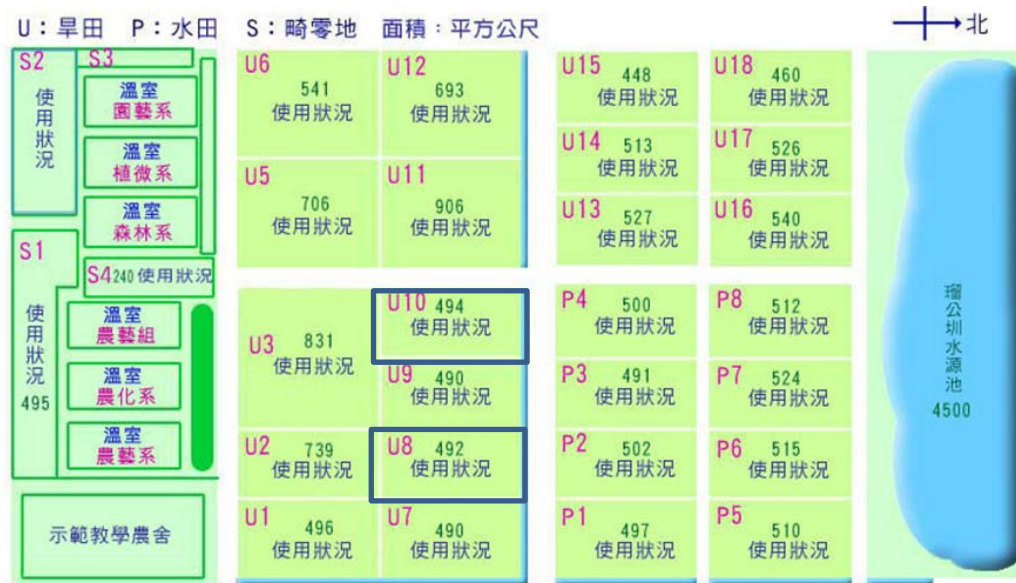 U：旱田 P：水田 S：畸零地 面積：平方公尺
北
S2
使用狀況
S3
溫室
園藝系
溫室
植微系
溫室
森林系
S1
使用狀況
495
S4 240 使用狀況
溫室
農藝組
溫室
農化系
溫室
農藝系
示範教學農舍
U6
541
使用狀況
U12
693
使用狀況
U5
706
使用狀況
U11
906
使用狀況
U3 831
使用狀況
U10 494
使用狀況
U9 490
使用狀況
U2 739
使用狀況
U8 492
使用狀況
U1 496
使用狀況
U7 490
使用狀況
U15 448
使用狀況
U18 460
使用狀況
U14 513
使用狀況
U17 526
使用狀況
U13 527
使用狀況
U16 540
使用狀況
P4 500
使用狀況
P8 512
使用狀況
P3 491
使用狀況
P7 524
使用狀況
P2 502
使用狀況
P6 515
使用狀況
P1 497
使用狀況
P5 510
使用狀況
瑠公圳水源池
4500